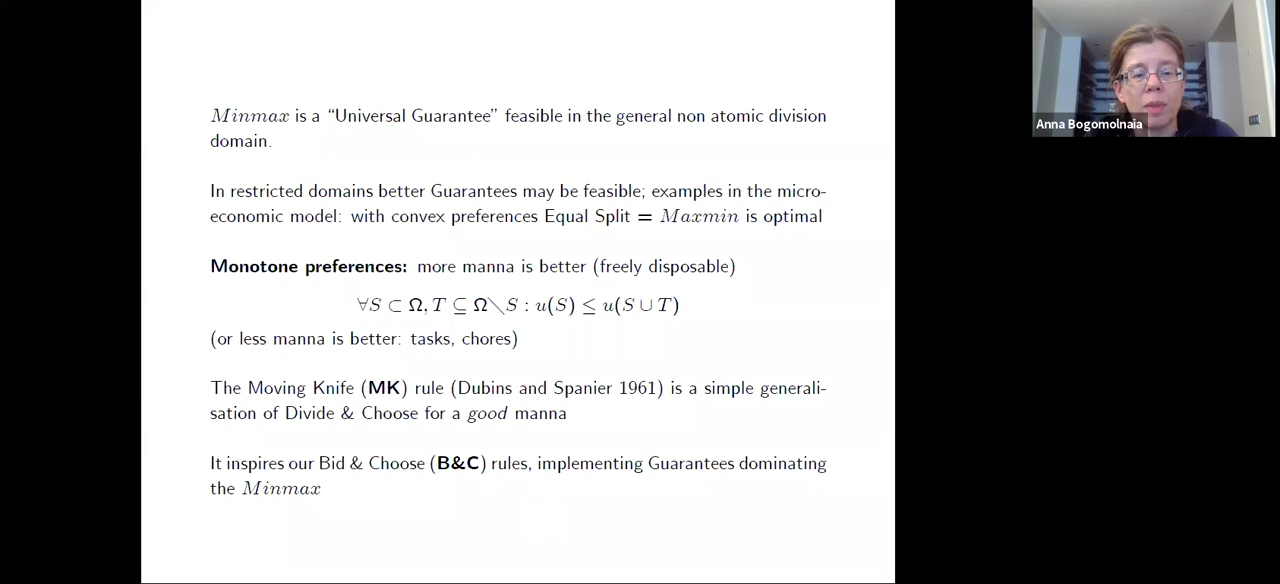 Minmax is a “Universal Guarantee” feasible in the general non atomic division
domain.
In restricted domains better Guarantees may be feasible; examples in the micro-
economic model: with convex preferences Equal Split = Maxmin is optimal
Monotone preferences: more manna is better (freely disposable)
∀S ⊂ Ω, T ⊆ Ω∖S : u(S) ≤ u(S ∪ T)
(or less manna is better: tasks, chores)
The Moving Knife (MK) rule (Dubins and Spanier 1961) is a simple generali-
sation of Divide & Choose for a good manna
It inspires our Bid & Choose (B&C) rules, implementing Guarantees dominating
the Minmax
Anna Bogomolnaia